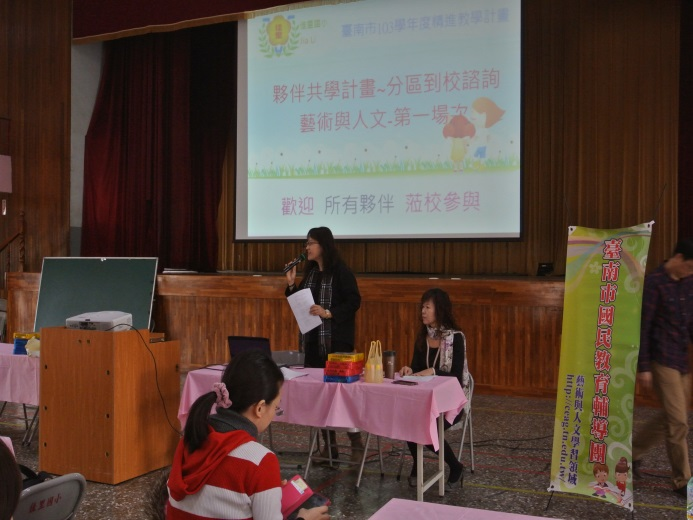 臺南市103學年度精進教學計畫
夥伴共學計畫~分區到校諮詢
藝術與人文-第一場次
歡迎 所有夥伴 蒞校參與
臺南市國民教育輔導團
藝術與人文學習領域